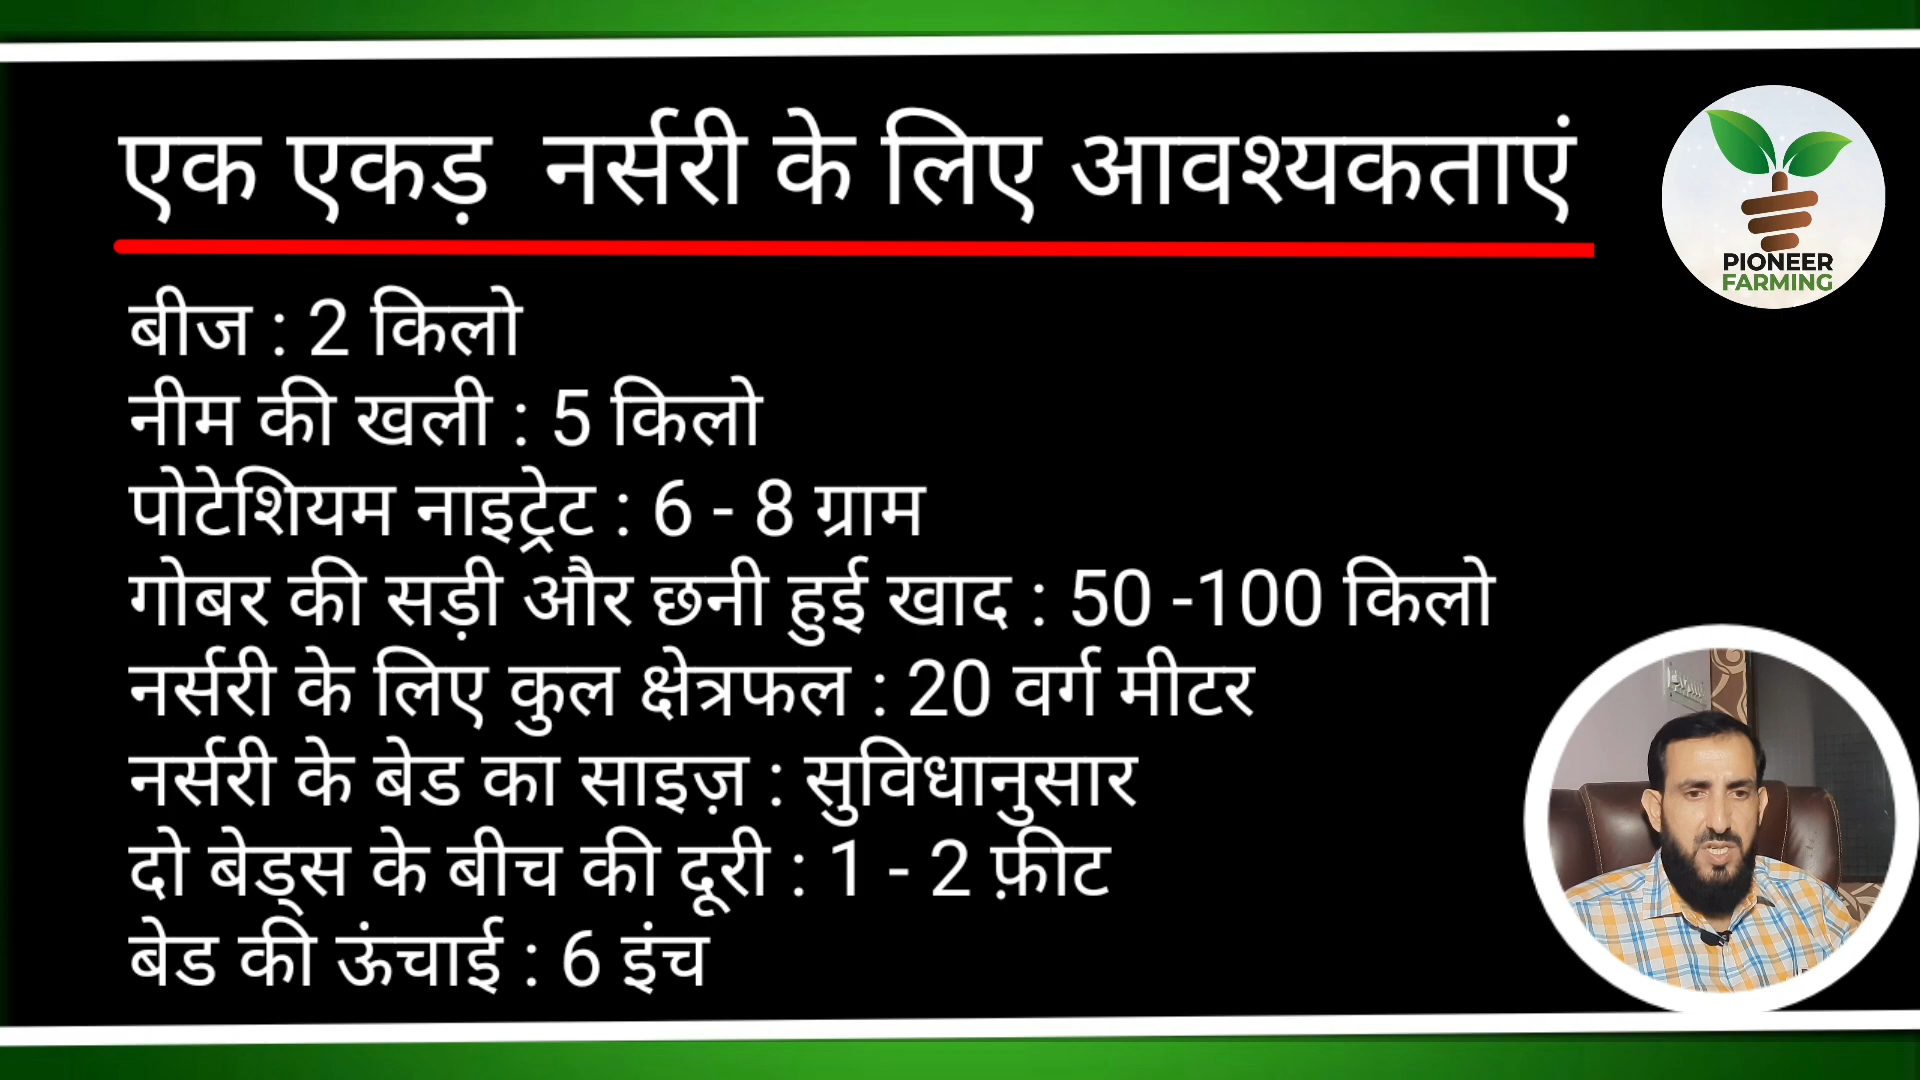 एक एकड़ नर्सरी के लिए आवश्यकताएं
PIONEER
FARMING
बीज : 2 किलो
नीम की खली : 5 किलो
पोटेशियम नाइट्रेट : 6 - 8 ग्राम
गोबर की सड़ी और छनी हुई खाद : 50 -100 किलो
नर्सरी के लिए कुल क्षेत्रफल : 20 वर्ग मीटर
नर्सरी के बेड का साइज़ : सुविधानुसार
दो बेड्स के बीच की दूरी : 1 - 2 फ़ीट
बेड की ऊंचाई : 6 इंच